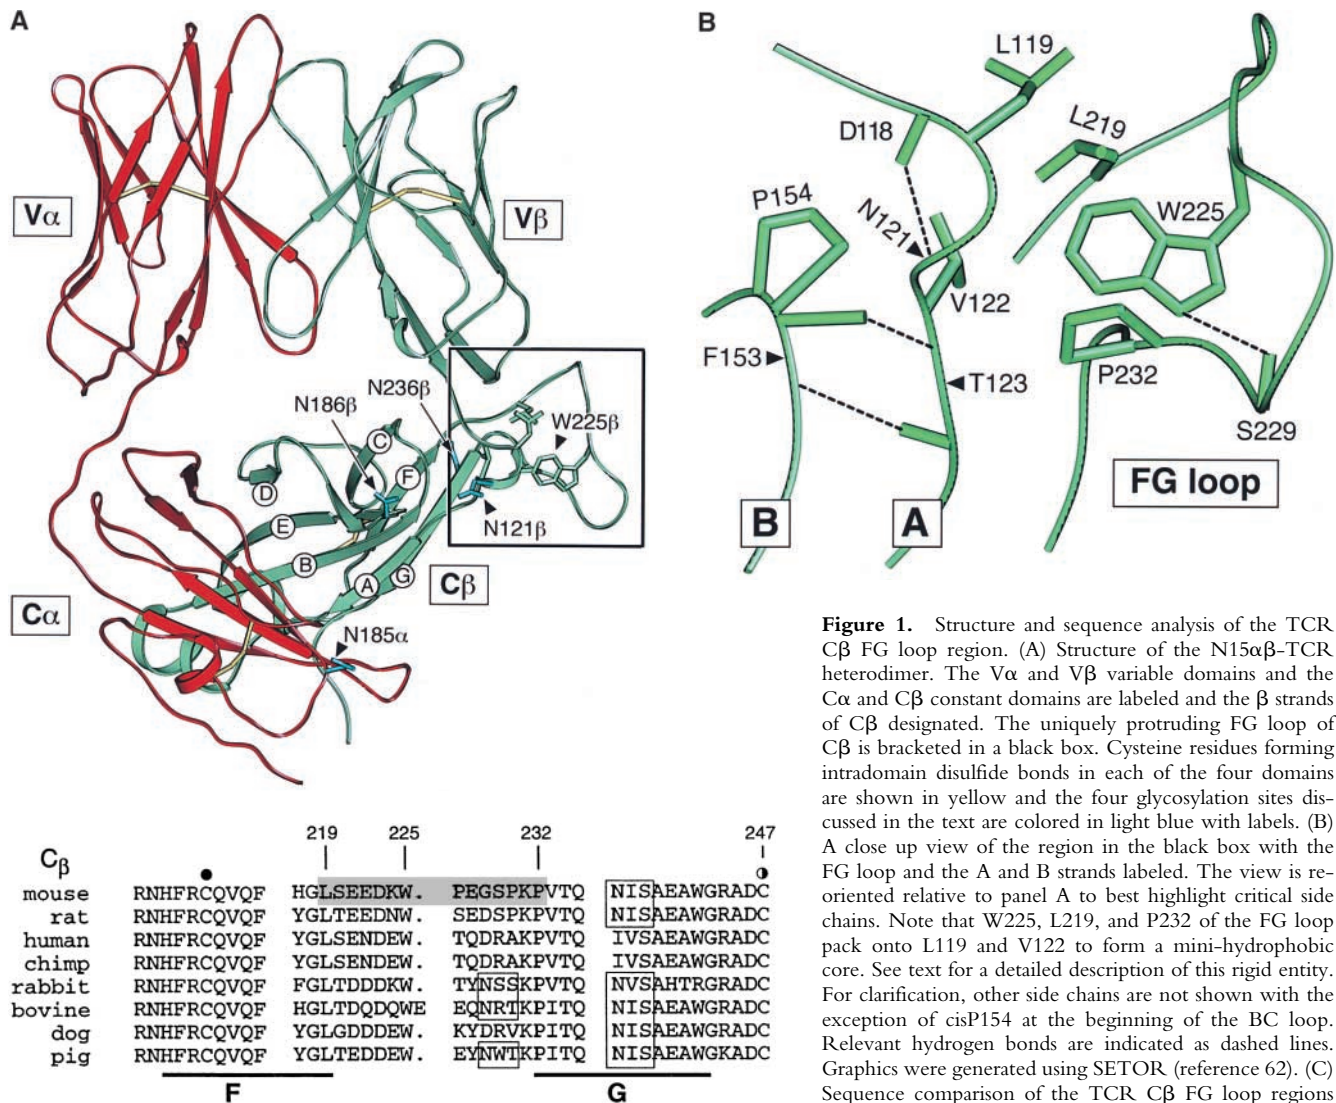 A
Vα
Vβ
N236β
N186β
W225β
C
F
D
N121β
E
B
A
G
Cβ
Cα
N185α
B
L119
D118
L219
P154
N121
W225
V122
F153
T123
P232
S229
FG loop
B
A
Figure 1. Structure and sequence analysis of the TCR
Cβ FG loop region. (A) Structure of the N15αβ–TCR
heterodimer. The Vα and Vβ variable domains and the
Cα and Cβ constant domains are labeled and the β strands
of Cβ designated. The uniquely protruding FG loop of
Cβ is bracketed in a black box. Cysteine residues forming
intradomain disulfide bonds in each of the four domains
are shown in yellow and the four glycosylation sites dis-
cussed in the text are colored in light blue with labels. (B)
A close up view of the region in the black box with the
FG loop and the A and B strands labeled. The view is re-
oriented relative to panel A to best highlight critical side
chains. Note that W225, L219, and P232 of the FG loop
pack onto L119 and V122 to form a mini-hydrophobic
core. See text for a detailed description of this rigid entity.
For clarification, other side chains are not shown with the
exception of cisP154 at the beginning of the BC loop.
Relevant hydrogen bonds are indicated as dashed lines.
Graphics were generated using SETOR (reference 62). (C)
Sequence comparison of the TCR Cβ FG loop regions
219 225 232 247
Cβ
mouse RNHFRCQVQF HGLSEEDKW. PEGSPKPVTQ NISAEAWGRADC
rat RNHFRCQVQF YGLTEEDNW. SEDSPKPVTQ NISAEAWGRADC
human RNHFRCQVQF YGLSENDEW. TQDRAKPVTQ IVSAEAWGRADC
chimp RNHFRCQVQF YGLSENDEW. TQDRAKPVTQ IVSAEAWGRADC
rabbit RNHFRCQVQF FGLTDDDKW. TYNSSKPVTQ NVSAHTRGRADC
bovine RNHFRCQVQF HGLTDQDQWE EQNRTKPITQ NISAEAWGRADC
dog RNHFRCQVQF YGLGDDDEW. KYDRVKPITQ NISAEAWGRADC
pig RNHFRCQVQF YGLTEDDEW. EYNWTKPITQ NISAEAWGKADC
F G